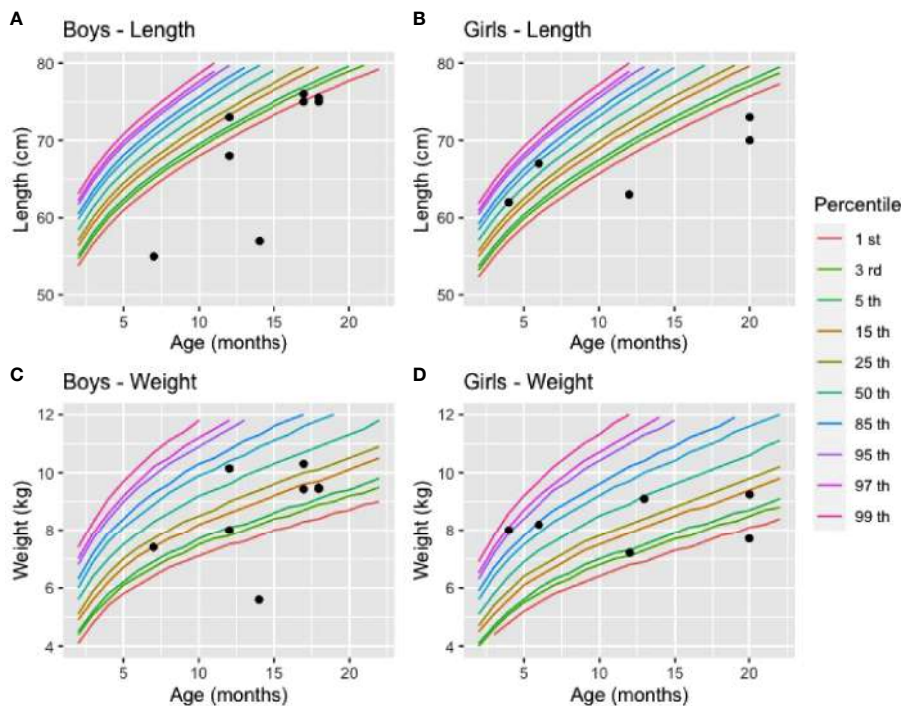 A
Boys - Length
80
70
60
50
Length (cm)
5
10
15
20
Age (months)
B
Girls - Length
80
70
60
50
Length (cm)
5
10
15
20
Age (months)
C
Boys - Weight
12
10
8
6
4
Weight (kg)
5
10
15
20
Age (months)
D
Girls - Weight
12
10
8
6
4
Weight (kg)
5
10
15
20
Age (months)
Percentile
1 st
3 rd
5 th
15 th
25 th
50 th
85 th
95 th
97 th
99 th